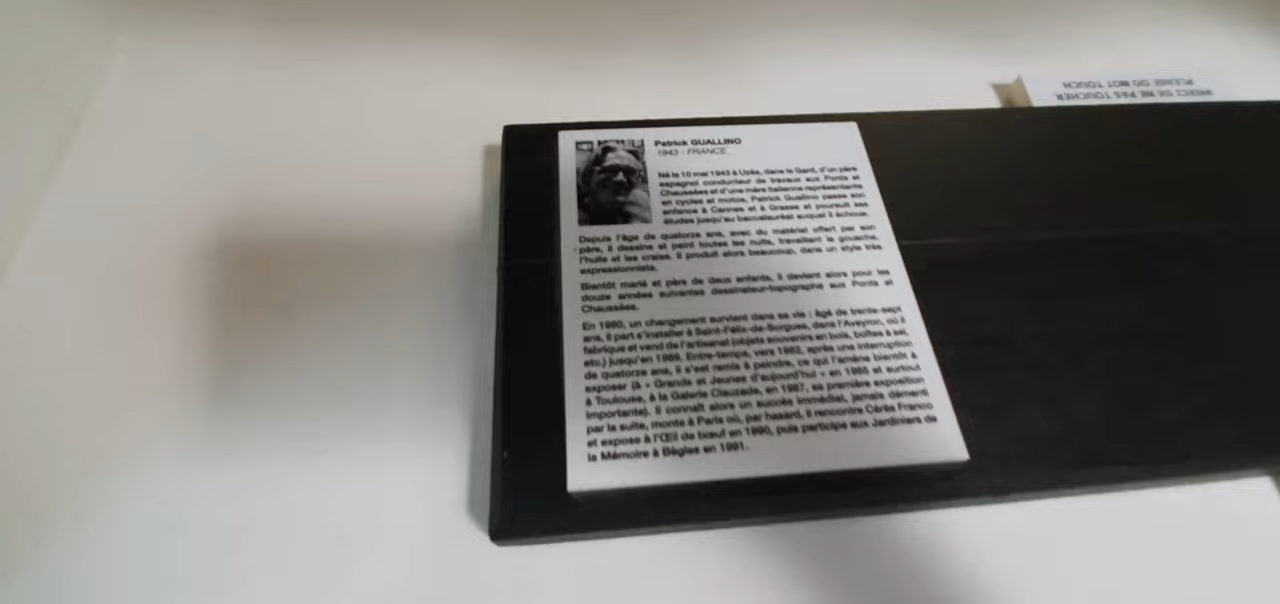 MERCI DE NE PAS TOUCHER
PLEASE DO NOT TOUCH
Patrick GUALLINO
1943 - FRANCE
Né le 10 mai 1943 à Uzès, dans le Gard, d'un père
espagnol conducteur de travaux aux Ponts et
Chaussées et d'une mère italienne représentante
en cycles et motos, Patrick Guallino passe son
enfance à Cannes et à Grasse et poursuit ses
études jusqu'au baccalauréat auquel il échoue.
Depuis l'âge de quatorze ans, avec du matériel offert par son
père, il dessine et peint toutes les nuits, travaillant la gouache,
l'huile et les craies. Il produit alors beaucoup, dans un style très
expressionniste.
Bientôt marié et père de deux enfants, il devient alors pour les
douze années suivantes dessinateur-topographe aux Ponts et
Chaussées.
En 1980, un changement survient dans sa vie : âgé de trente-sept
ans, il part s'installer à Saint-Félix-de-Sorgues, dans l'Aveyron, où il
fabrique et vend de l'artisanat (objets souvenirs en bois, boîtes à sel,
etc.) jusqu'en 1989. Entre-temps, vers 1982, après une interruption
de quatorze ans, il s'est remis à peindre, ce qui l'amène bientôt à
exposer (à « Grands et Jeunes d'aujourd'hui » en 1985 et surtout
à Toulouse, à la Galerie Clauzade, en 1987, sa première exposition
importante). Il connaît alors un succès immédiat, jamais démenti
par la suite, monte à Paris où, par hasard, il rencontre Cérès Franco
et expose à l'Œil de bœuf en 1990, puis participe aux Jardiniers de
la Mémoire à Bègles en 1991.